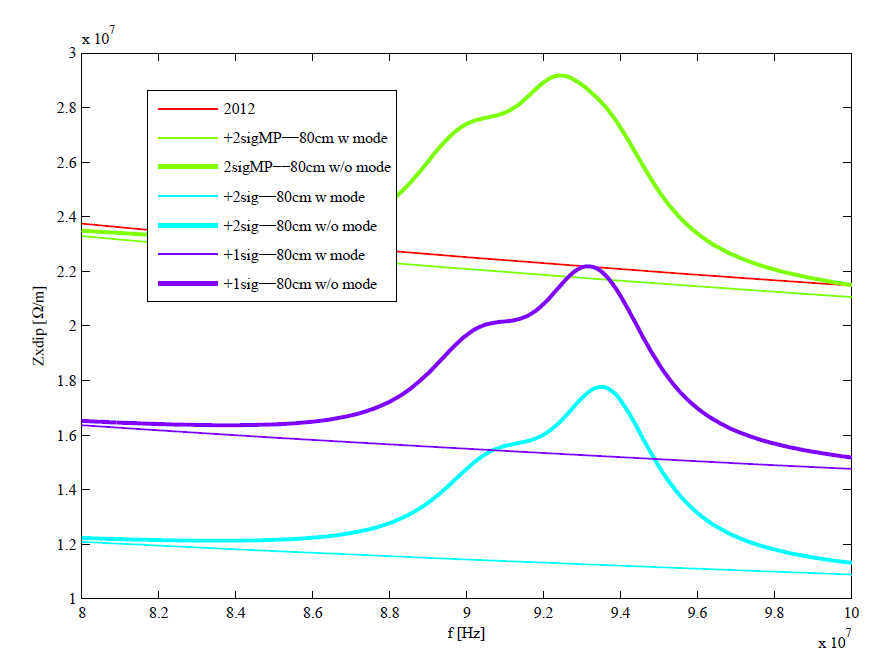 x 10^7
3
2.8
2.6
2.4
2.2
2
1.8
1.6
1.4
1.2
1
Zxdip [Ω/m]
2012
+2sigMP—80cm w mode
2sigMP−−80cm w/o mode
+2sig—80cm w mode
+2sig—80cm w/o mode
+1sig—80cm w mode
+1sig—80cm w/o mode
8 8.2 8.4 8.6 8.8 9 9.2 9.4 9.6 9.8 10
f [Hz]
x 10^7